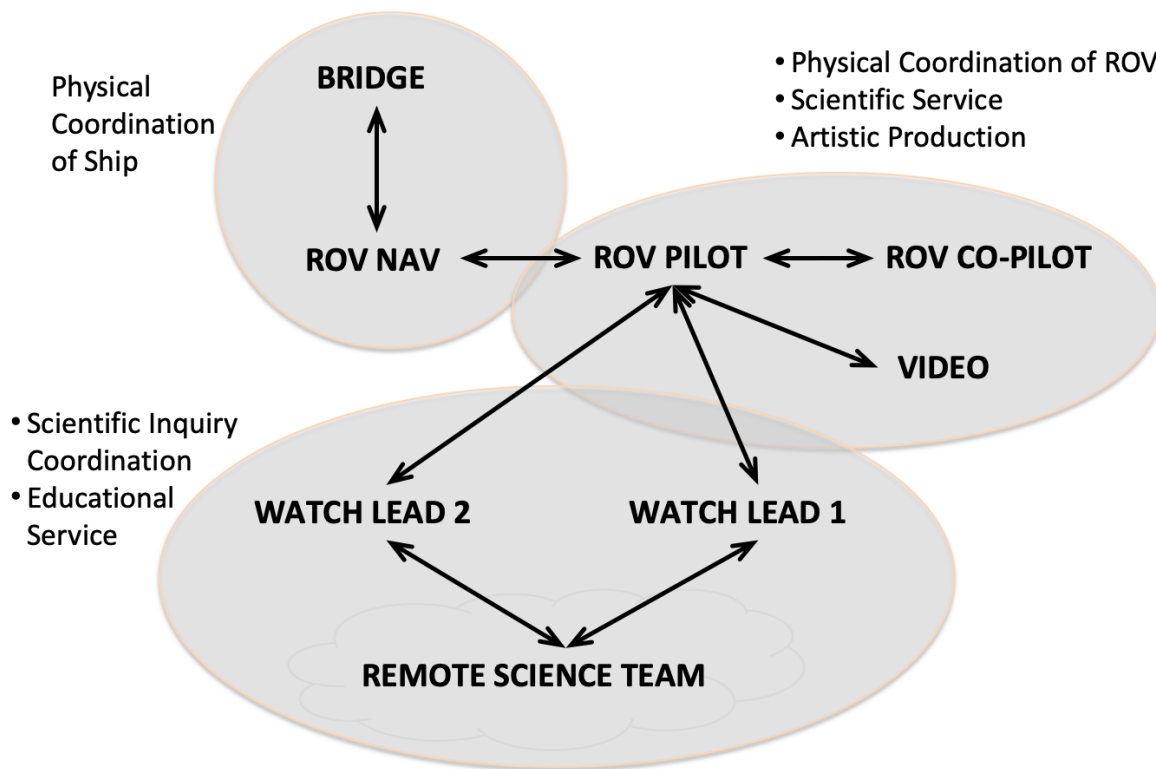 Physical
Coordination
of Ship
BRIDGE
• Physical Coordination of ROV
• Scientific Service
• Artistic Production
ROV NAV
ROV PILOT
ROV CO-PILOT
VIDEO
• Scientific Inquiry
Coordination
• Educational
Service
WATCH LEAD 2
WATCH LEAD 1
REMOTE SCIENCE TEAM